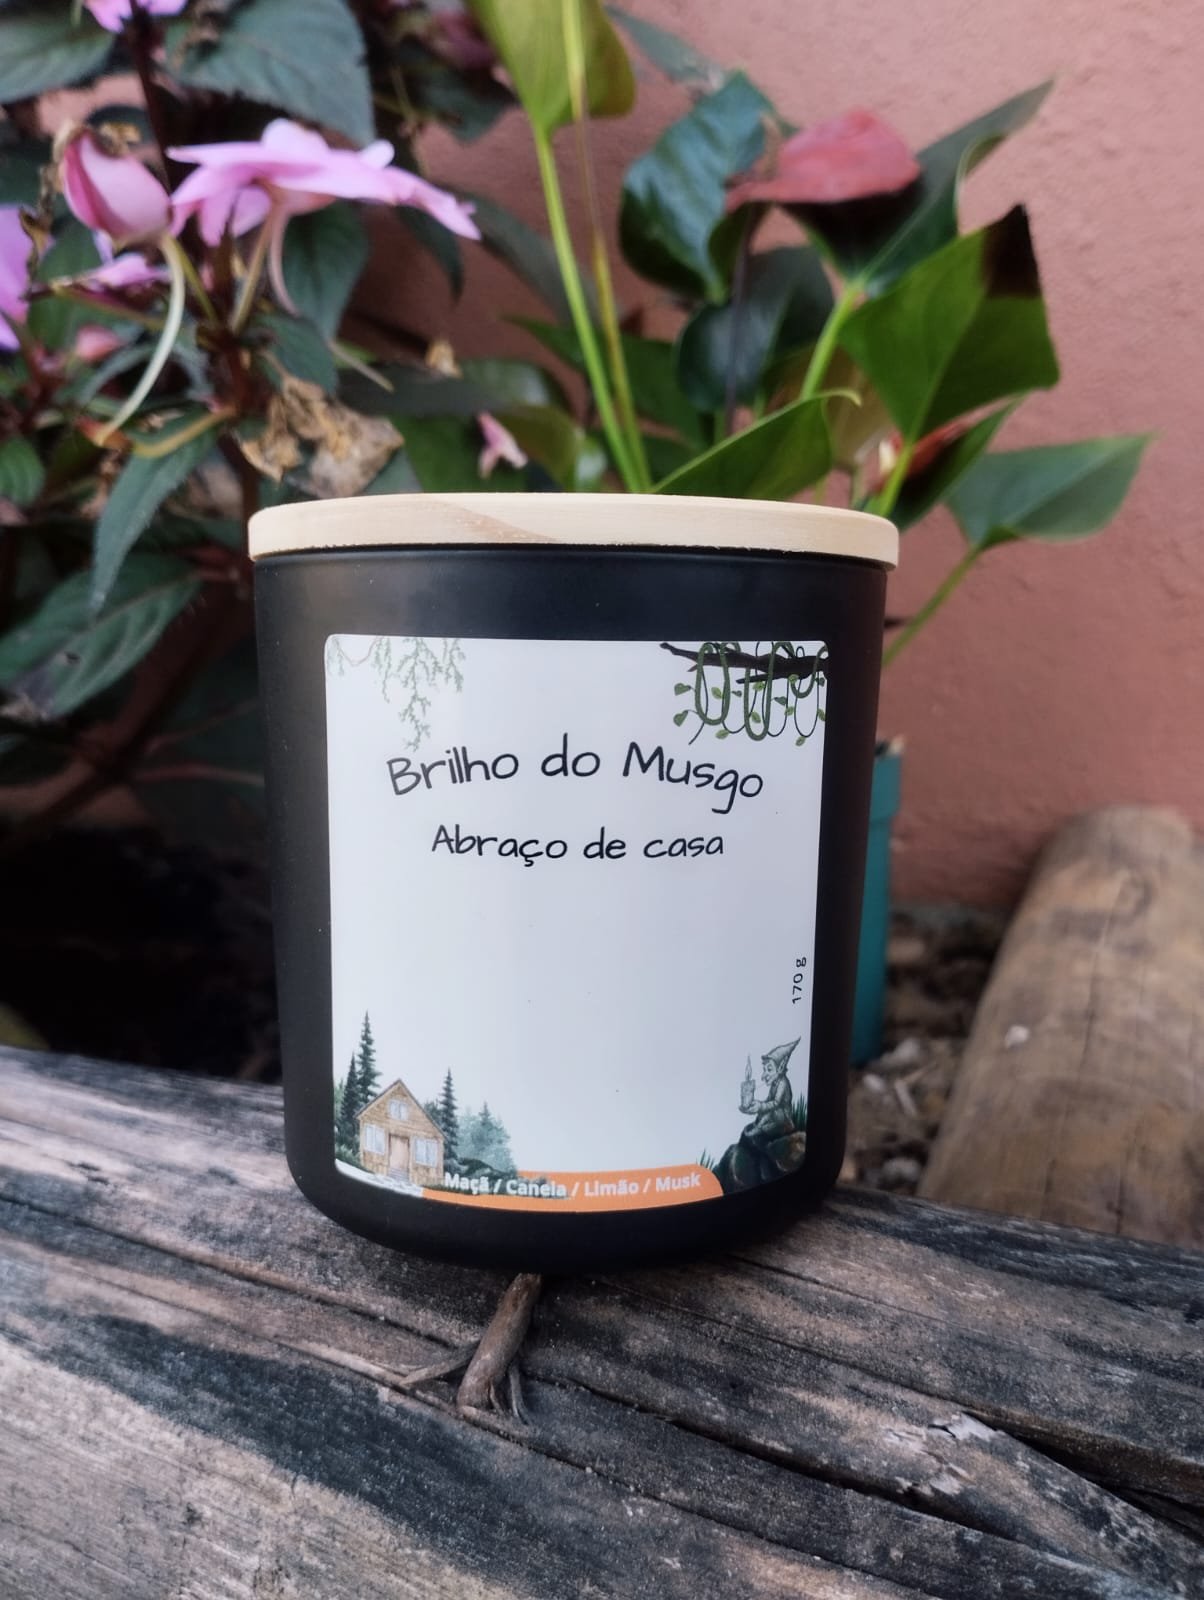 Brilho do Musgo
Abraço de casa
170 g
Maçã / Canela / Limão / Musk